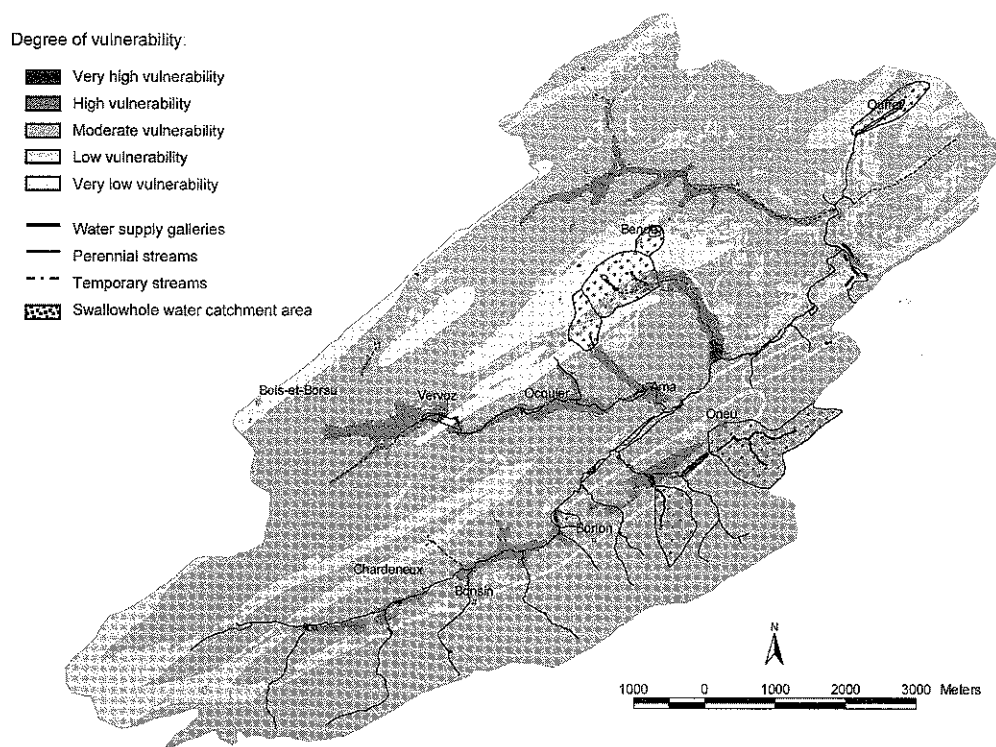 Degree of vulnerability:
Very high vulnerability
High vulnerability
Moderate vulnerability
Low vulnerability
Very low vulnerability
Water supply galleries
Perennial streams
Temporary streams
Swallowhole water catchment area
Ouffet
Bende
Bois-et-Borsu
Vervoz
Ocquier
Ama
Oneu
Borlon
Chardeneux
Bonsin
N
1000 0 1000 2000 3000 Meters